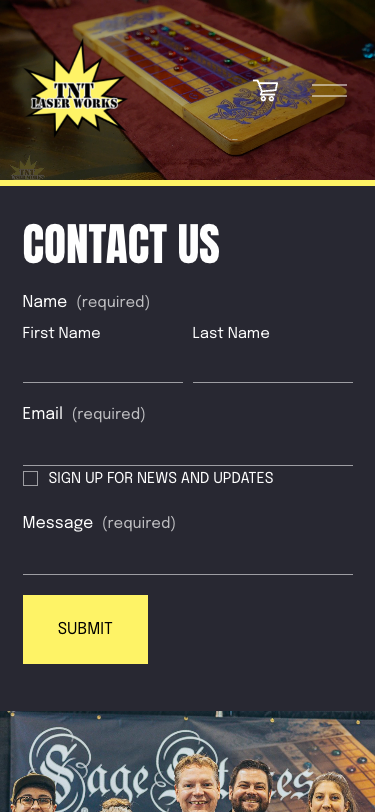 TNT
LASER WORKS
CONTACT US
Name (required)
First Name
Last Name
Email (required)
SIGN UP FOR NEWS AND UPDATES
Message (required)
SUBMIT
Sage